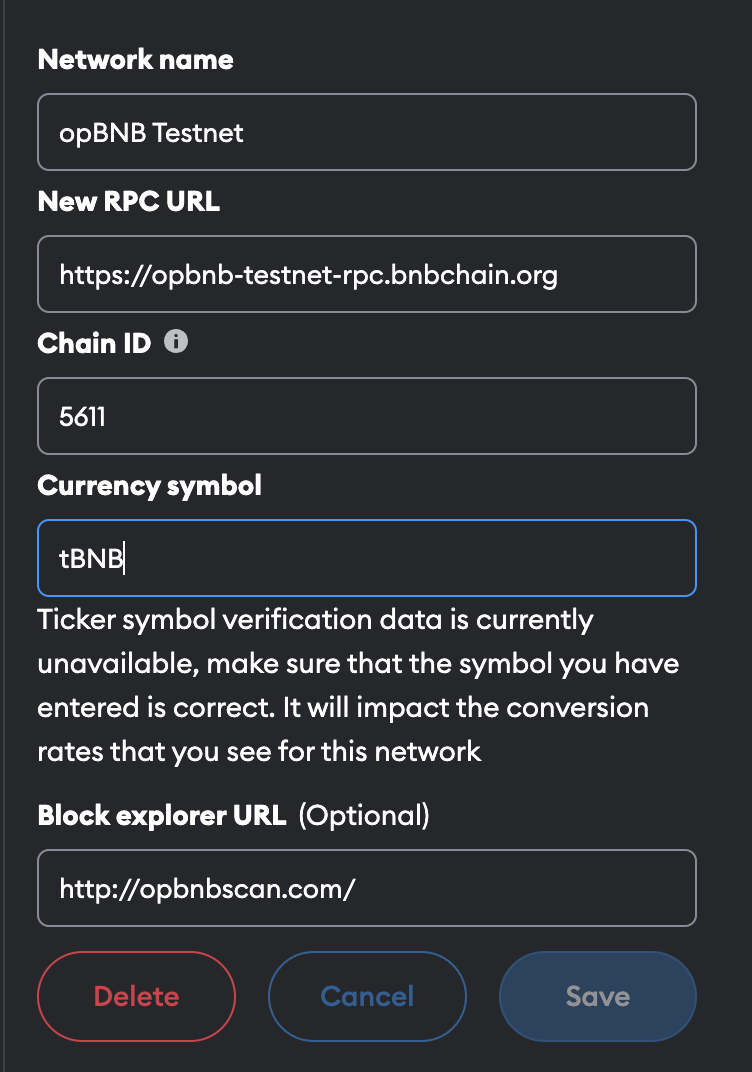 Network name
opBNB Testnet
New RPC URL
https://opbnb-testnet-rpc.bnbchain.org
Chain ID
5611
Currency symbol
tBNB
Ticker symbol verification data is currently
unavailable, make sure that the symbol you have
entered is correct. It will impact the conversion
rates that you see for this network
Block explorer URL (Optional)
http://opbnbscan.com/
Delete Cancel Save